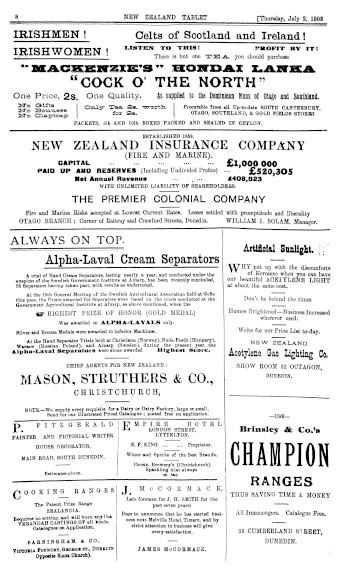 8 NEW ZEALAND TABLET [Thursday, July 2, 1908
IRISHMEN!
IRISHWOMEN!
Celts of Scotland and Ireland!
LISTEN TO THIS! PROFIT BY IT!
There is but one TEA you should purchase
"MACKENZIE'S" HONDAI LANKA
"COCK O' THE NORTH"
One Price, 2s. One Quality. As supplied to the Dominican Nuns of Otago and Southland.
No Gifts
No Bonuses
No Claptrap
Only Ten 2s. worth
for 2s.
Procurable from all Up-to-date SOUTH CANTERBURY,
OTAGO, SOUTHLAND, & GOLD FIELDS STORES
PACKETS, 5lb and 10lb BOXES PACKED AND SEALED IN CEYLON.
ESTABLISHED 1859.
NEW ZEALAND INSURANCE COMPANY
(FIRE AND MARINE).
CAPITAL ... ... ... ... £1,000,000
PAID UP AND RESERVES (Including Undivided Profits) ... £520,305
Net Annual Revenue ... ... ... £408,923
WITH UNLIMITED LIABILITY OF SHAREHOLDERS.
THE PREMIER COLONIAL COMPANY
Fire and Marine Risks accepted at Lowest Current Rates. Losses settled with promptitude and liberality
OTAGO BRANCH : Corner of Rattray and Crawford Streets, Dunedin. WILLIAM I. BOLAM, Manager.
ALWAYS ON TOP.
Alpha-Laval Cream Separators
A trial of Hand Cream Separators, lasting nearly a year, and conducted under the
auspices of the Swedish Government Institute at Alnarp, has been recently concluded,
Separators having taken part, with results as undernoted.
At the 19th General Meeting of the Swedish Agricultural Association held at Gefle
this year, the Prizes awarded for Separators were based on the trials conducted at the
Government Agricultural Institute at Alnarp, as above mentioned, when the
HIGHEST PRIZE OF HONOR (GOLD MEDAL)
Was awarded to ALPHA-LAVALS only.
Silver and Bronze Medals were awarded to inferior Machines.
At the Hand Separator Trials held at Christiania (Norway), Buda-Pesth (Hungary),
Warsaw (Russian Poland), and Alnarp (Sweden), during the present year, the
Alpha-Laval Separators were alone awarded Highest Score.
CHIEF AGENTS FOR NEW ZEALAND:
MASON, STRUTHERS & CO.,
CHRISTCHURCH,
NOTE.—We supply every requisite for a Dairy or Dairy Factory, large or small.
Send for our Illustrated Priced Catalogue; posted free on application.
P. FITZGERALD
PAINTER AND PICTORIAL WRITER
HOUSE DECORATOR,
MAIN ROAD, SOUTH DUNEDIN.
Estimates given.
EMPIRE HOTEL
LONDON STREET,
LYTTELTON.
R. F. KING ... ... Proprietor.
Wines and Spirits of the Best Brands.
Crown Brewery's (Christchurch)
Sparkling Ales always
on tap
COOKING RANGES
The Patent Prize Range
ZEALANDIA.
Requires no setting, and will burn any Coal
VERANDAH CASTINGS of all kinds.
Catalogues on Application.
BARNINGHAM & CO.,
VICTORIA FOUNDRY, GEORGE ST., DUNEDIN
Opposite Knox Church).
J. McCORMACK,
(Late foreman for J. H. SMITH for the
past seven years)
Begs to announce that he has started busi-
ness next Melville Hotel, Timaru, and by
strict attention to business will give
every satisfaction.
JAMES McCORMACK.
Artificial Sunlight.
WHY put up with the discomforts
of Kerosene when you can have
our beautiful ACETYLENE LIGHT
at about the same cost.
Don't be behind the times
Homes Brightened—Business Increased
wherever used.
Write for our Price List to-day.
NEW ZEALAND
Acetylene Gas Lighting Co.
SHOW ROOM 32 OCTAGON,
DUNEDIN.
—USE—
Brinsley & Co.'s
CHAMPION
RANGES
THUS SAVING TIME & MONEY
All Ironmongers. Catalogue Free.
36 CUMBERLAND STREET,
DUNEDIN.